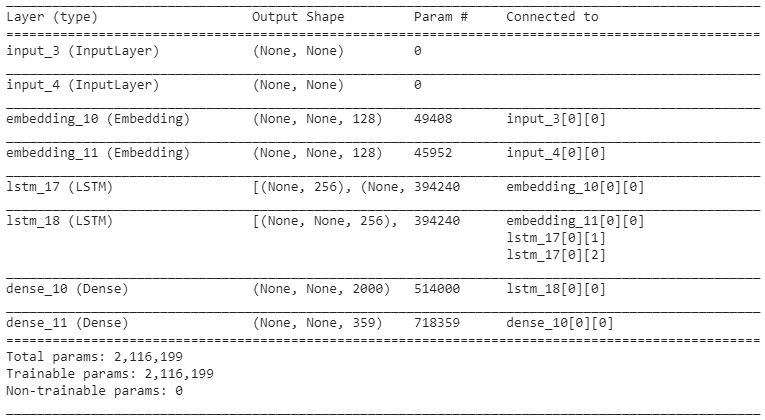 Layer (type) Output Shape Param # Connected to
input_3 (InputLayer) (None, None) 0
input_4 (InputLayer) (None, None) 0
embedding_10 (Embedding) (None, None, 128) 49408 input_3[0][0]
embedding_11 (Embedding) (None, None, 128) 45952 input_4[0][0]
lstm_17 (LSTM) [(None, 256), (None, 394240 embedding_10[0][0]
lstm_18 (LSTM) [(None, None, 256), 394240 embedding_11[0][0]
lstm_17[0][1]
lstm_17[0][2]
dense_10 (Dense) (None, None, 2000) 514000 lstm_18[0][0]
dense_11 (Dense) (None, None, 359) 718359 dense_10[0][0]
Total params: 2,116,199
Trainable params: 2,116,199
Non-trainable params: 0